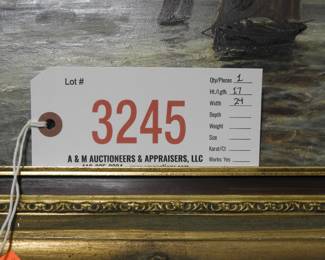 Lot #
3245
Qty/Pieces 1
Ht./Lgth 17
Width 24
Depth
Weight
Size
Karat/Ct
Works Yes
A & M AUCTIONEERS & APPRAISERS, LLC